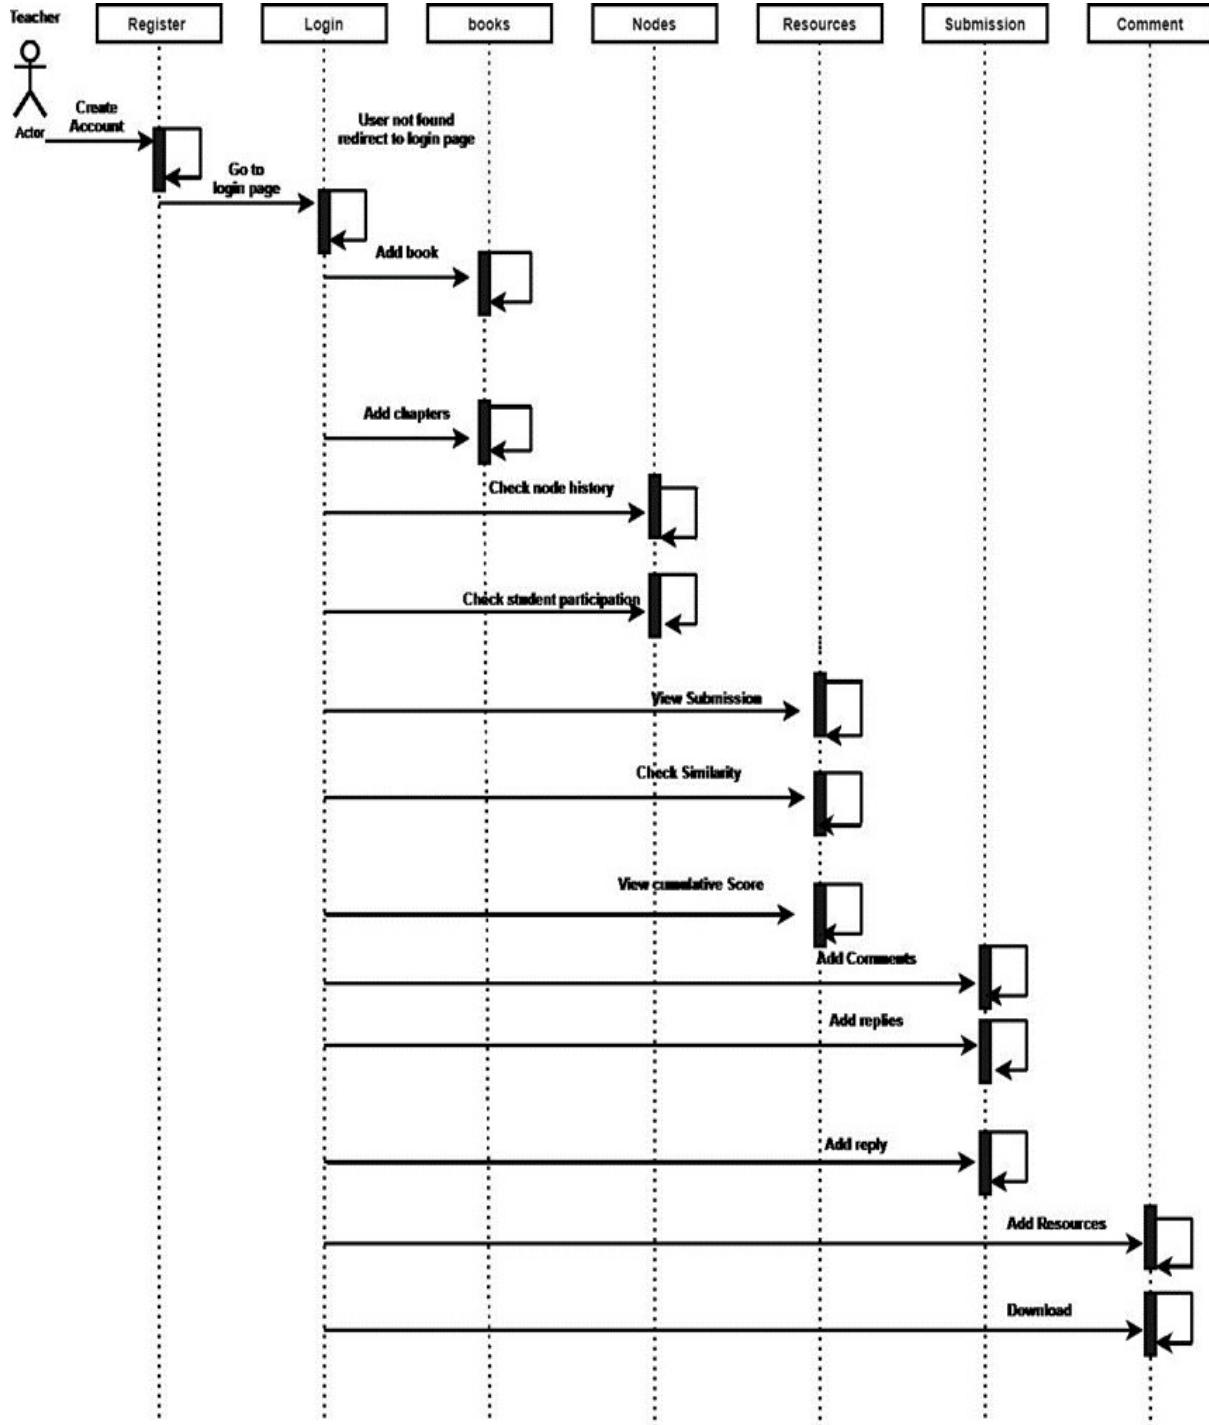 Teacher
Register
Login
books
Nodes
Resources
Submission
Comment
Actor
Create
Account
User not found
redirect to login page
Go to
login page
Add book
Add chapters
Check node history
Check student participation
View Submission
Check Similarity
View cumulative Score
Add Comments
Add replies
Add reply
Add Resources
Download